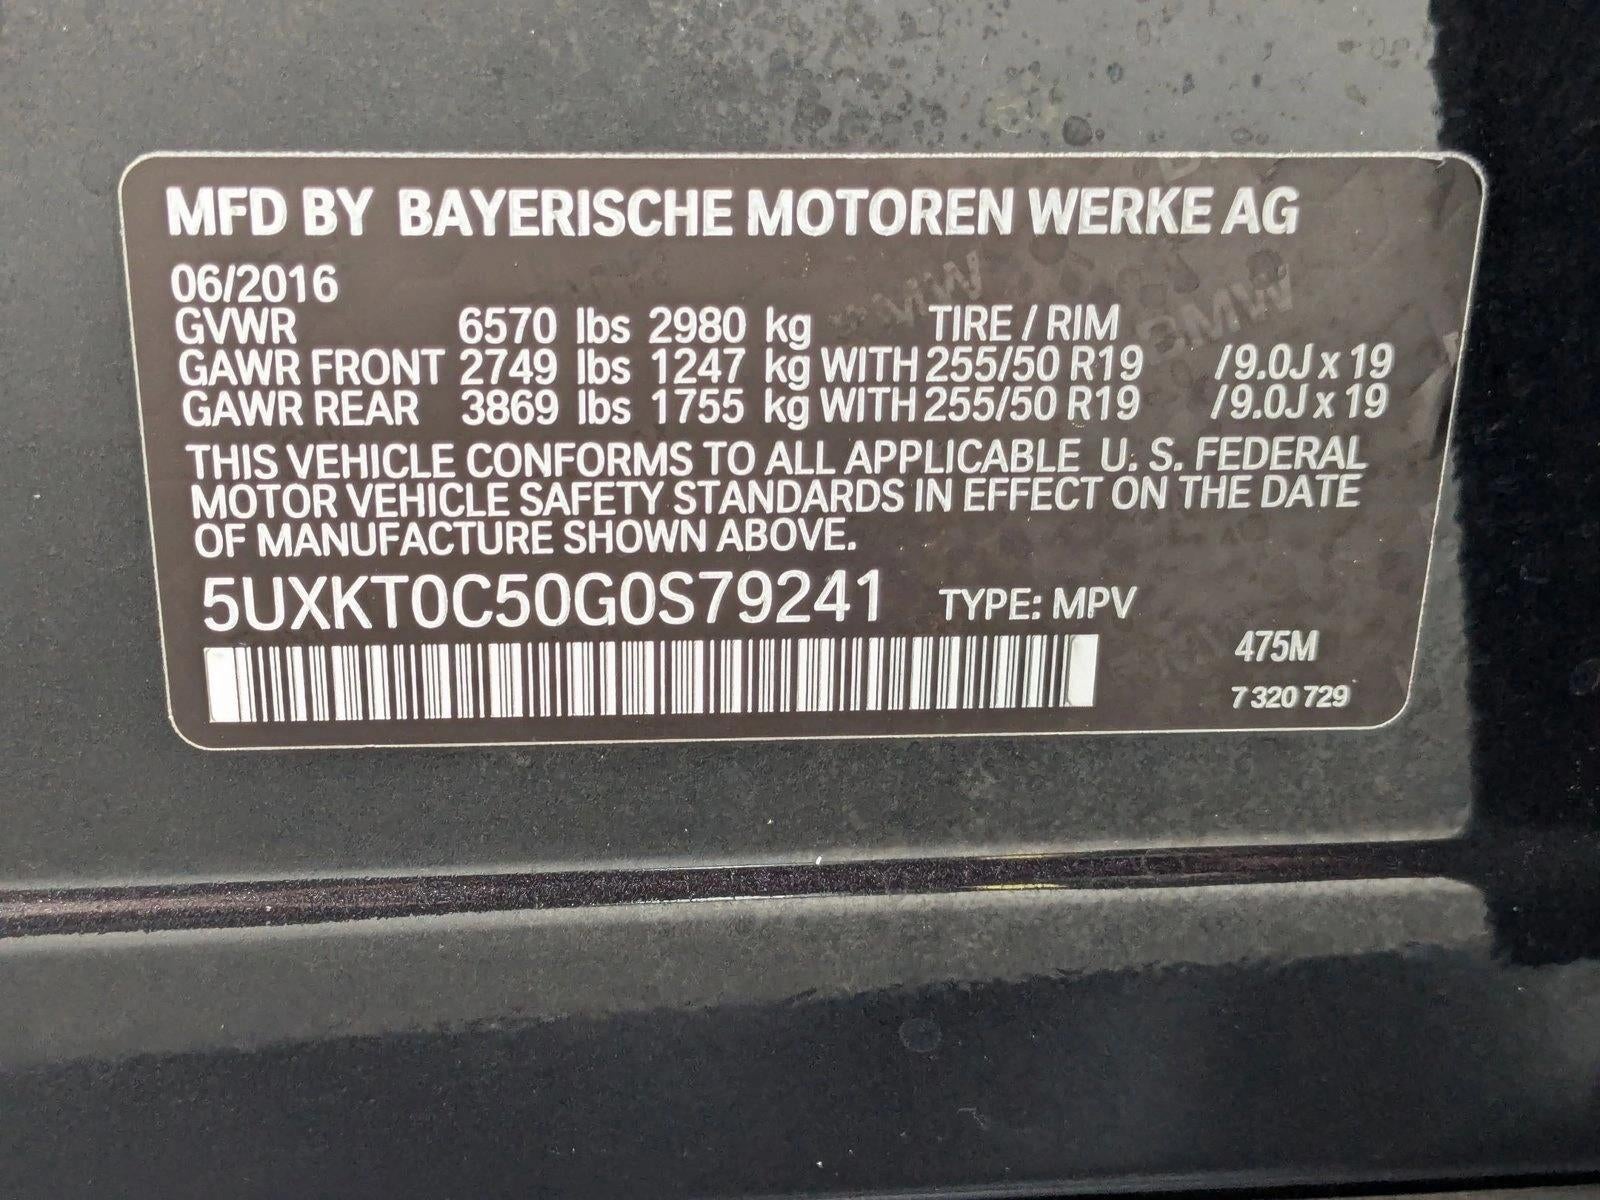 MFD BY BAYERISCHE MOTOREN WERKE AG
06/2016
GVWR 6570 lbs 2980 kg TIRE / RIM
GAWR FRONT 2749 lbs 1247 kg WITH 255/50 R19 /9.0J x 19
GAWR REAR 3869 lbs 1755 kg WITH 255/50 R19 /9.0J x 19
THIS VEHICLE CONFORMS TO ALL APPLICABLE U. S. FEDERAL
MOTOR VEHICLE SAFETY STANDARDS IN EFFECT ON THE DATE
OF MANUFACTURE SHOWN ABOVE.
5UXKT0C50G0S79241 TYPE: MPV
475M
7 320 729
BMW
BMW